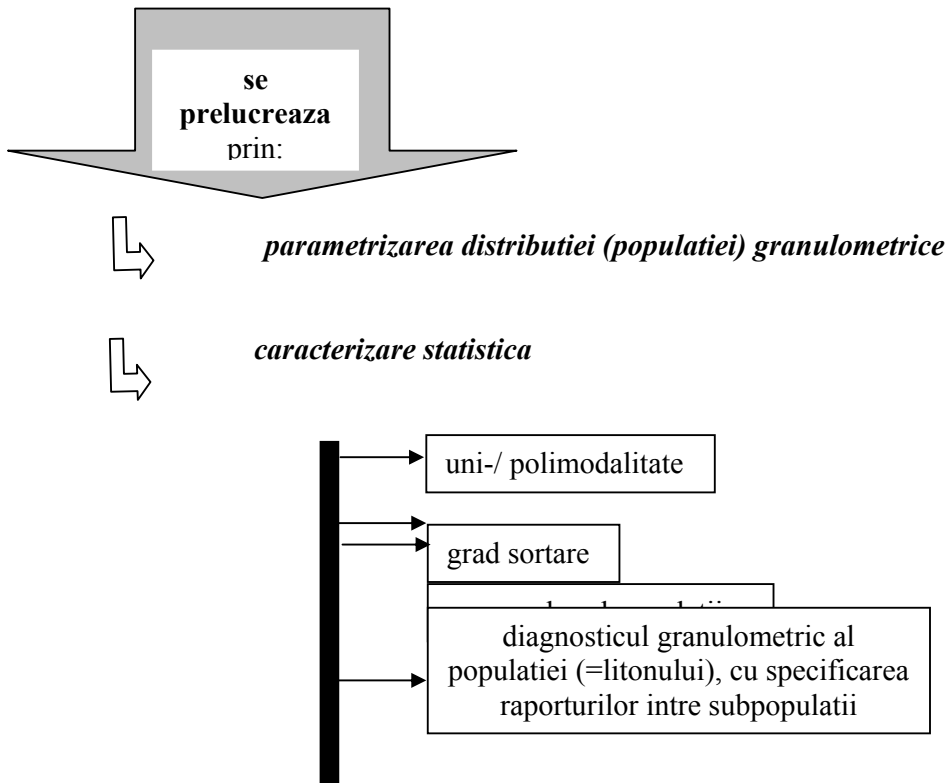 se
prelucreaza
prin:
parametrizarea distributiei (populatiei) granulometrice
caracterizare statistica
uni-/ polimodalitate
grad sortare
diagnosticul granulometric al
populatiei (=litonului), cu specificarea
raporturilor intre subpopulatii